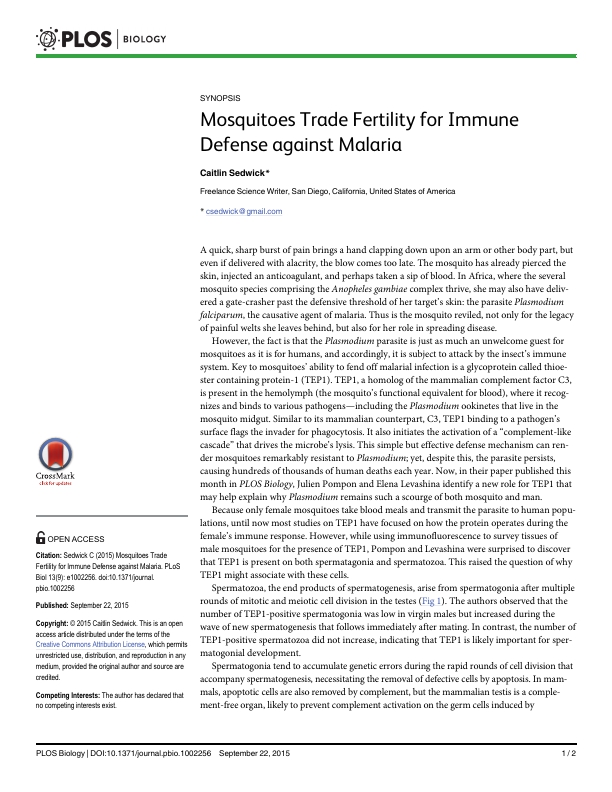 PLOS | BIOLOGY
SYNOPSIS
Mosquitoes Trade Fertility for Immune
Defense against Malaria
Caitlin Sedwick*
Freelance Science Writer, San Diego, California, United States of America
* csedwick@gmail.com
A quick, sharp burst of pain brings a hand clapping down upon an arm or other body part, but
even if delivered with alacrity, the blow comes too late. The mosquito has already pierced the
skin, injected an anticoagulant, and perhaps taken a sip of blood. In Africa, where the several
mosquito species comprising the Anopheles gambiae complex thrive, she may also have deliv-
ered a gate-crasher past the defensive threshold of her target's skin: the parasite Plasmodium
falciparum, the causative agent of malaria. Thus is the mosquito reviled, not only for the legacy
of painful welts she leaves behind, but also for her role in spreading disease.
However, the fact is that the Plasmodium parasite is just as much an unwelcome guest for
mosquitoes as it is for humans, and accordingly, it is subject to attack by the insect's immune
system. Key to mosquitoes' ability to fend off malarial infection is a glycoprotein called thioe-
ster containing protein-1 (TEP1). TEP1, a homolog of the mammalian complement factor C3,
is present in the hemolymph (the mosquito's functional equivalent for blood), where it recog-
nizes and binds to various pathogens—including the Plasmodium ookinetes that live in the
mosquito midgut. Similar to its mammalian counterpart, C3, TEP1 binding to a pathogen's
surface flags the invader for phagocytosis. It also initiates the activation of a "complement-like
cascade" that drives the microbe's lysis. This simple but effective defense mechanism can ren-
der mosquitoes remarkably resistant to Plasmodium; yet, despite this, the parasite persists,
causing hundreds of thousands of human deaths each year. Now, in their paper published this
month in PLOS Biology, Julien Pompon and Elena Levashina identify a new role for TEP1 that
may help explain why Plasmodium remains such a scourge of both mosquito and man.
Because only female mosquitoes take blood meals and transmit the parasite to human popu-
lations, until now most studies on TEP1 have focused on how the protein operates during the
female's immune response. However, while using immunofluorescence to survey tissues of
male mosquitoes for the presence of TEP1, Pompon and Levashina were surprised to discover
that TEP1 is present on both spermatagonia and spermatozoa. This raised the question of why
TEP1 might associate with these cells.
Spermatozoa, the end products of spermatogenesis, arise from spermatogonia after multiple
rounds of mitotic and meiotic cell division in the testes (Fig 1). The authors observed that the
number of TEP1-positive spermatogonia was low in virgin males but increased during the
wave of new spermatogenesis that follows immediately after mating. In contrast, the number of
TEP1-positive spermatozoa did not increase, indicating that TEP1 is likely important for sper-
matogonial development.
Spermatogonia tend to accumulate genetic errors during the rapid rounds of cell division that
accompany spermatogenesis, necessitating the removal of defective cells by apoptosis. In mam-
mals, apoptotic cells are also removed by complement, but the mammalian testis is a comple-
ment-free organ, likely to prevent complement activation on the germ cells induced by
CrossMark
click for updates
OPEN ACCESS
Citation: Sedwick C (2015) Mosquitoes Trade
Fertility for Immune Defense against Malaria. PLoS
Biol 13(9): e1002256. doi:10.1371/journal.
pbio.1002256
Published: September 22, 2015
Copyright: © 2015 Caitlin Sedwick. This is an open
access article distributed under the terms of the
Creative Commons Attribution License, which permits
unrestricted use, distribution, and reproduction in any
medium, provided the original author and source are
credited.
Competing Interests: The author has declared that
no competing interests exist.
PLOS Biology | DOI:10.1371/journal.pbio.1002256 September 22, 2015 1 / 2